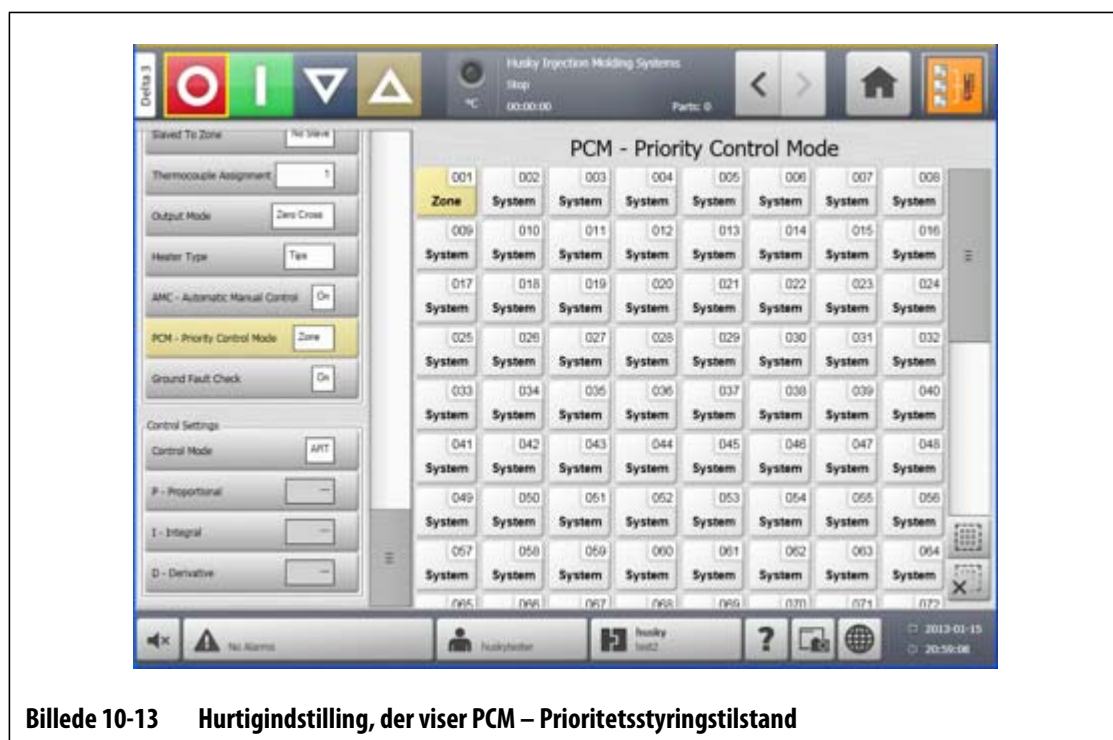 Delta 3
Husky Injection Molding Systems
Stop
°C 00:00:00 Parts: 0
Slaved To Zone No Slave
Thermocouple Assignment 1
Output Mode Zero Cross
Heater Type Tips
AMC - Automatic Manual Control On
PCM - Priority Control Mode Zone
Ground Fault Check On
Control Settings
Control Mode ART
P - Proportional ---
I - Integral ---
D - Derivative ---
PCM - Priority Control Mode
001 002 003 004 005 006 007 008
Zone System System System System System System System
009 010 011 012 013 014 015 016
System System System System System System System System
017 018 019 020 021 022 023 024
System System System System System System System System
025 026 027 028 029 030 031 032
System System System System System System System System
033 034 035 036 037 038 039 040
System System System System System System System System
041 042 043 044 045 046 047 048
System System System System System System System System
049 050 051 052 053 054 055 056
System System System System System System System System
057 058 059 060 061 062 063 064
System System System System System System System System
065 066 067 068 069 070 071 072
No Alarms
huskytester
husky
test2
?
2013-01-15
20:59:06
Billede 10-13 Hurtigindstilling, der viser PCM – Prioritetsstyringstilstand